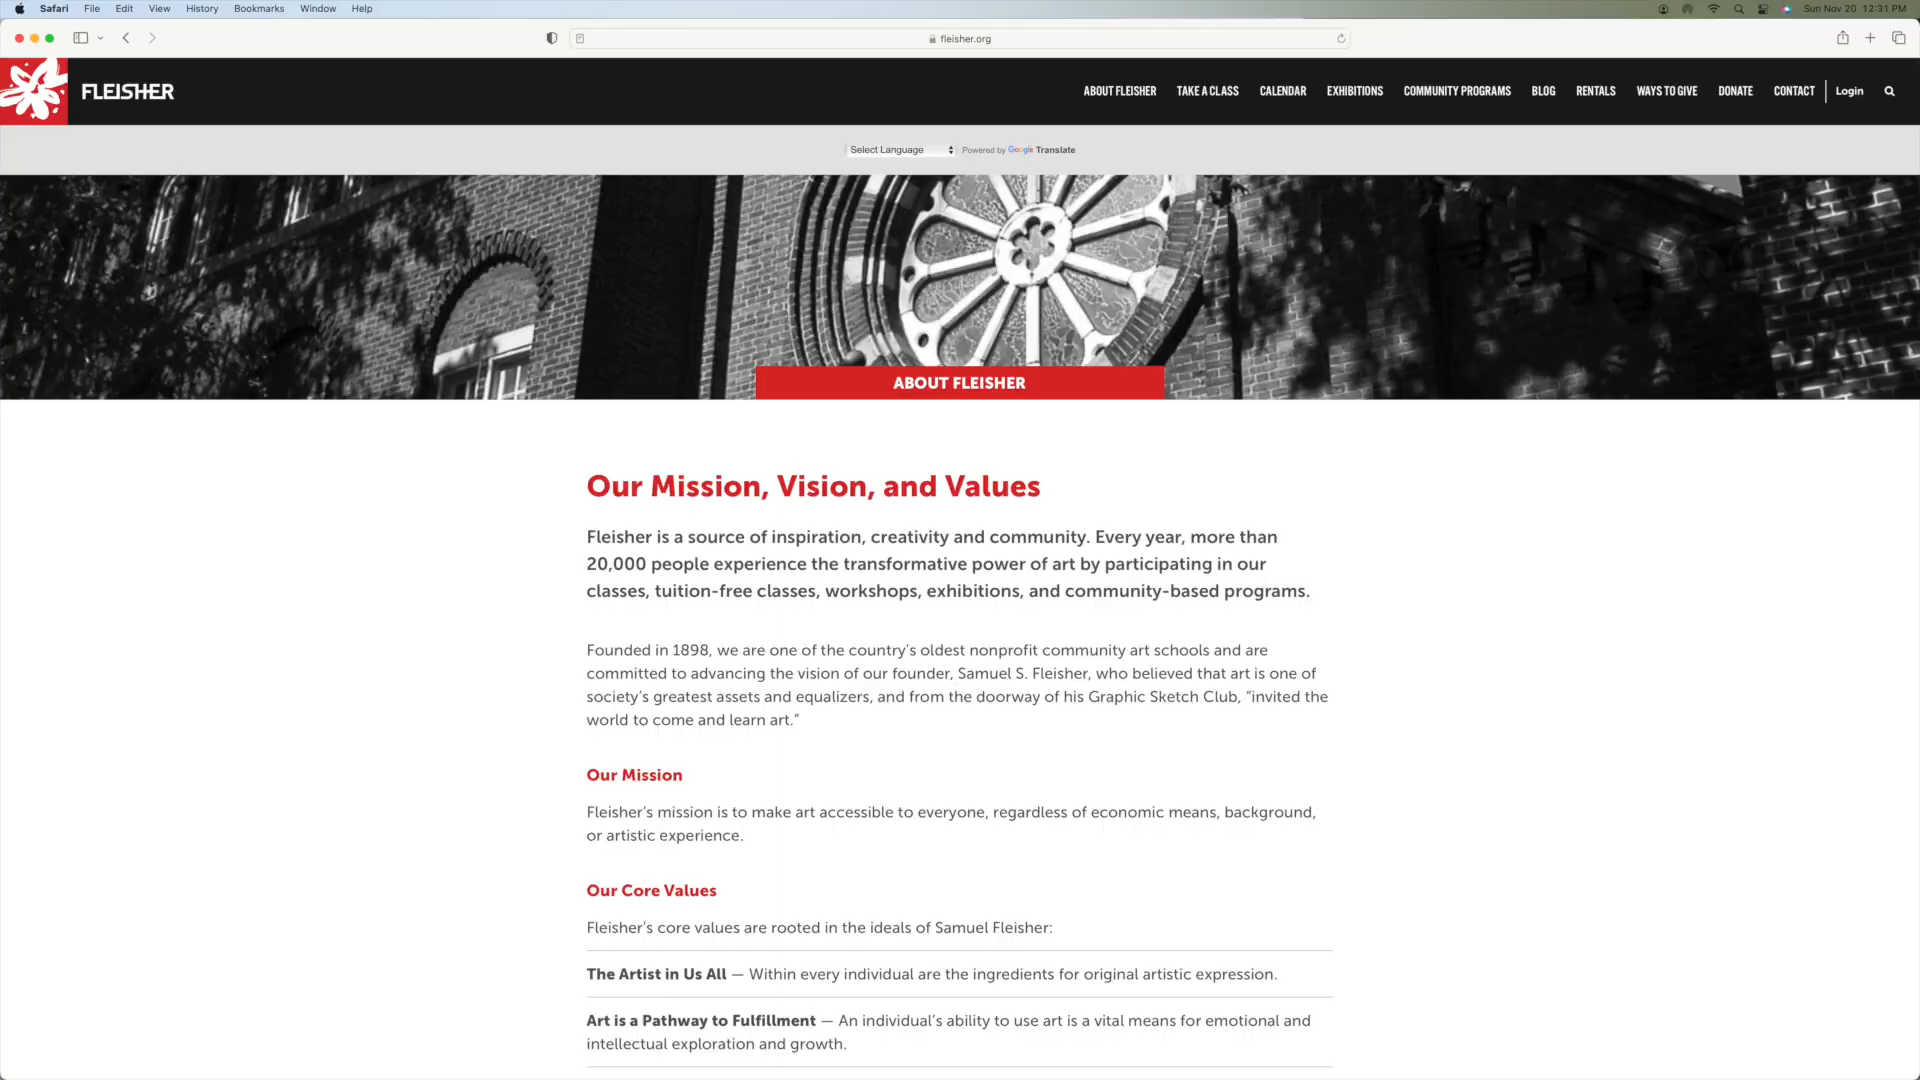 Safari File Edit View History Bookmarks Window Help Sun Nov 20 12:31 PM
fleisher.org
FLEISHER ABOUT FLEISHER TAKE A CLASS CALENDAR EXHIBITIONS COMMUNITY PROGRAMS BLOG RENTALS WAYS TO GIVE DONATE CONTACT Login
Select Language Powered by Google Translate
ABOUT FLEISHER
Our Mission, Vision, and Values
Fleisher is a source of inspiration, creativity and community. Every year, more than
20,000 people experience the transformative power of art by participating in our
classes, tuition-free classes, workshops, exhibitions, and community-based programs.
Founded in 1898, we are one of the country’s oldest nonprofit community art schools and are
committed to advancing the vision of our founder, Samuel S. Fleisher, who believed that art is one of
society’s greatest assets and equalizers, and from the doorway of his Graphic Sketch Club, “invited the
world to come and learn art.”
Our Mission
Fleisher’s mission is to make art accessible to everyone, regardless of economic means, background,
or artistic experience.
Our Core Values
Fleisher’s core values are rooted in the ideals of Samuel Fleisher:
The Artist in Us All — Within every individual are the ingredients for original artistic expression.
Art is a Pathway to Fulfillment — An individual’s ability to use art is a vital means for emotional and
intellectual exploration and growth.